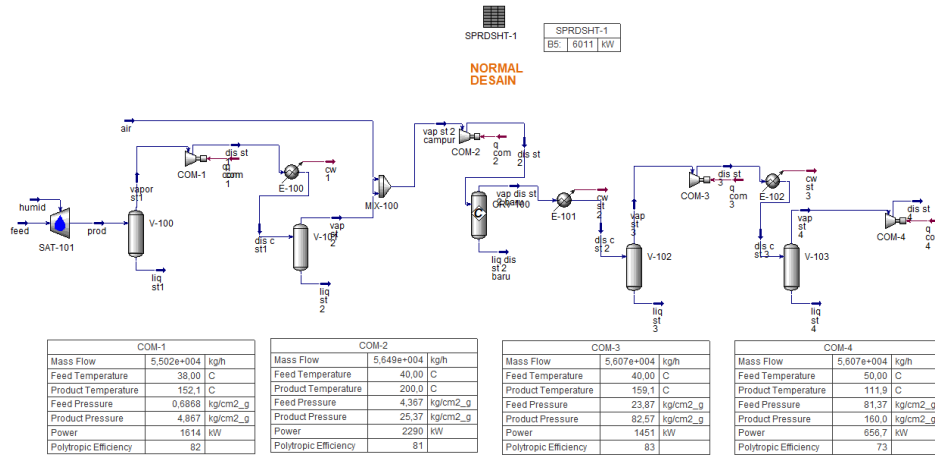 SPRDSHT-1
SPRDSHT-1
B5: 6011 kW
NORMAL
DESAIN
air
vap st 2
campur
COM-2
q
com
2
dis st
2
COM-1
dis st
1
com
1
E-100
cw
1
vapor
st1
humid
feed
SAT-101
prod
V-100
liq
st1
dis c
st1
vap
st
2
liq
st
2
MIX-100
vap dis st
2 baru
liq dis
st 2
baru
E-101
cw
st
2
dis c
st 2
vap
st
3
V-102
liq
st
3
COM-3
dis st
3
q
com
3
E-102
cw
st
3
dis c
st 3
vap
st
4
V-103
liq
st
4
COM-4
dis st
q
COM-1
Mass Flow 5,502e+004 kg/h
Feed Temperature 38,00 C
Product Temperature 152,1 C
Feed Pressure 0,6868 kg/cm2_g
Product Pressure 4,867 kg/cm2_g
Power 1614 kW
Polytropic Efficiency 82
COM-2
Mass Flow 5,649e+004 kg/h
Feed Temperature 40,00 C
Product Temperature 200,0 C
Feed Pressure 4,367 kg/cm2_g
Product Pressure 25,37 kg/cm2_g
Power 2290 kW
Polytropic Efficiency 81
COM-3
Mass Flow 5,607e+004 kg/h
Feed Temperature 40,00 C
Product Temperature 159,1 C
Feed Pressure 23,87 kg/cm2_g
Product Pressure 82,57 kg/cm2_g
Power 1451 kW
Polytropic Efficiency 83
COM-4
Mass Flow 5,607e+004 kg/h
Feed Temperature 50,00 C
Product Temperature 111,9 C
Feed Pressure 81,37 kg/cm2_g
Product Pressure 160,0 kg/cm2_g
Power 656,7 kW
Polytropic Efficiency 73